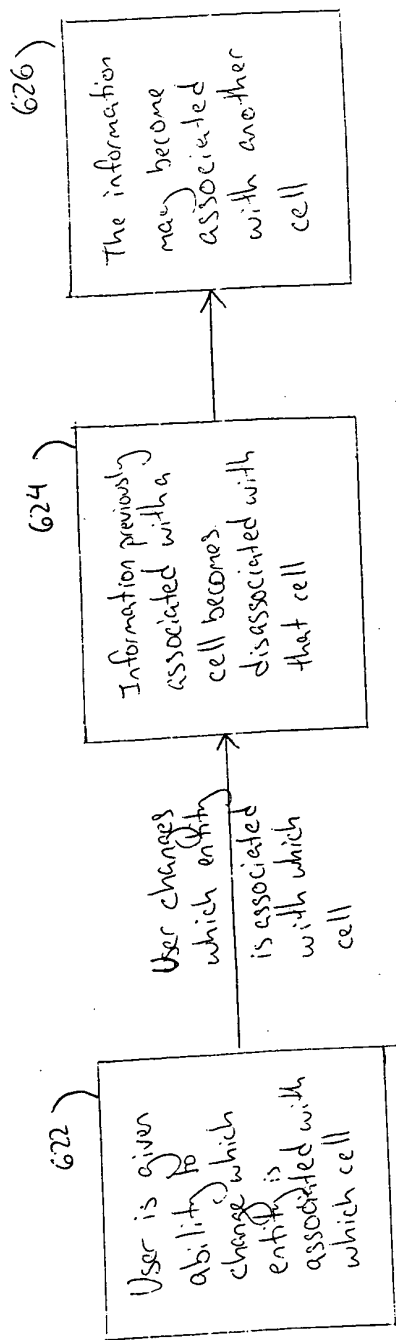 622
User is given
ability to
change which
entity is
associated with
which cell
User changes
which entity
is associated
with which
cell
624
Information previously
associated with a
cell becomes
disassociated with
that cell
626
The information
may become
associated
with another
cell